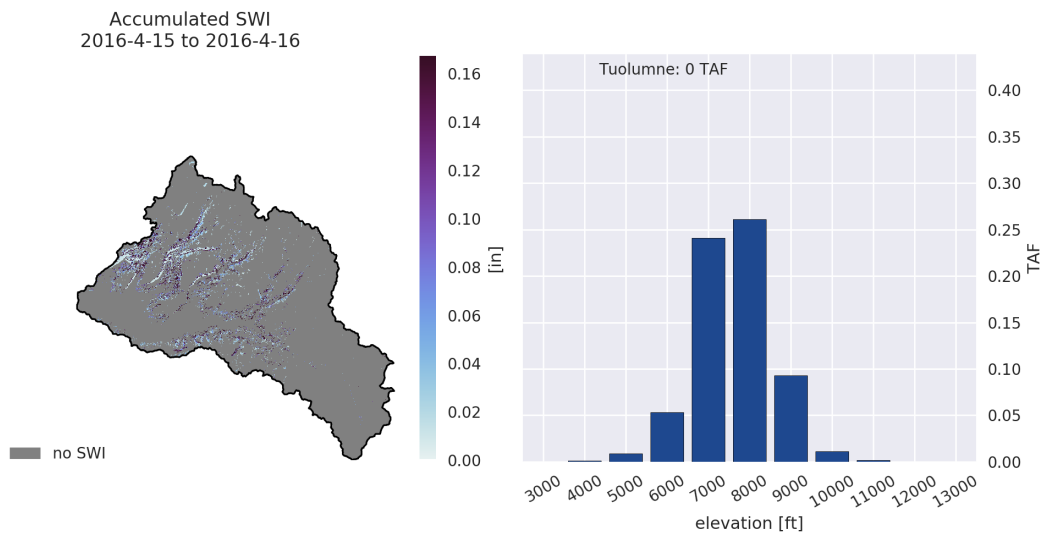 Accumulated SWI
2016-4-15 to 2016-4-16
0.16
0.14
0.12
0.10
0.08
0.06
0.04
0.02
0.00
[in]
no SWI
Tuolumne: 0 TAF
0.40
0.35
0.30
0.25
0.20
0.15
0.10
0.05
0.00
TAF
3000 4000 5000 6000 7000 8000 9000 10000 11000 12000 13000
elevation [ft]